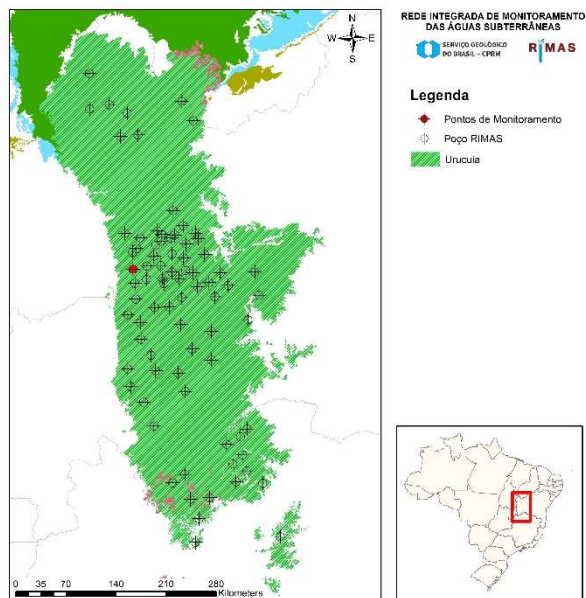 N
W E
S
0 35 70 140 210 280
Kilometers
REDE INTEGRADA DE MONITORAMENTO
DAS ÁGUAS SUBTERRÂNEAS
SERVIÇO GEOLÓGICO
DO BRASIL – CPRM
RIMAS
Legenda
Pontos de Monitoramento
Poço RIMAS
Urucuia